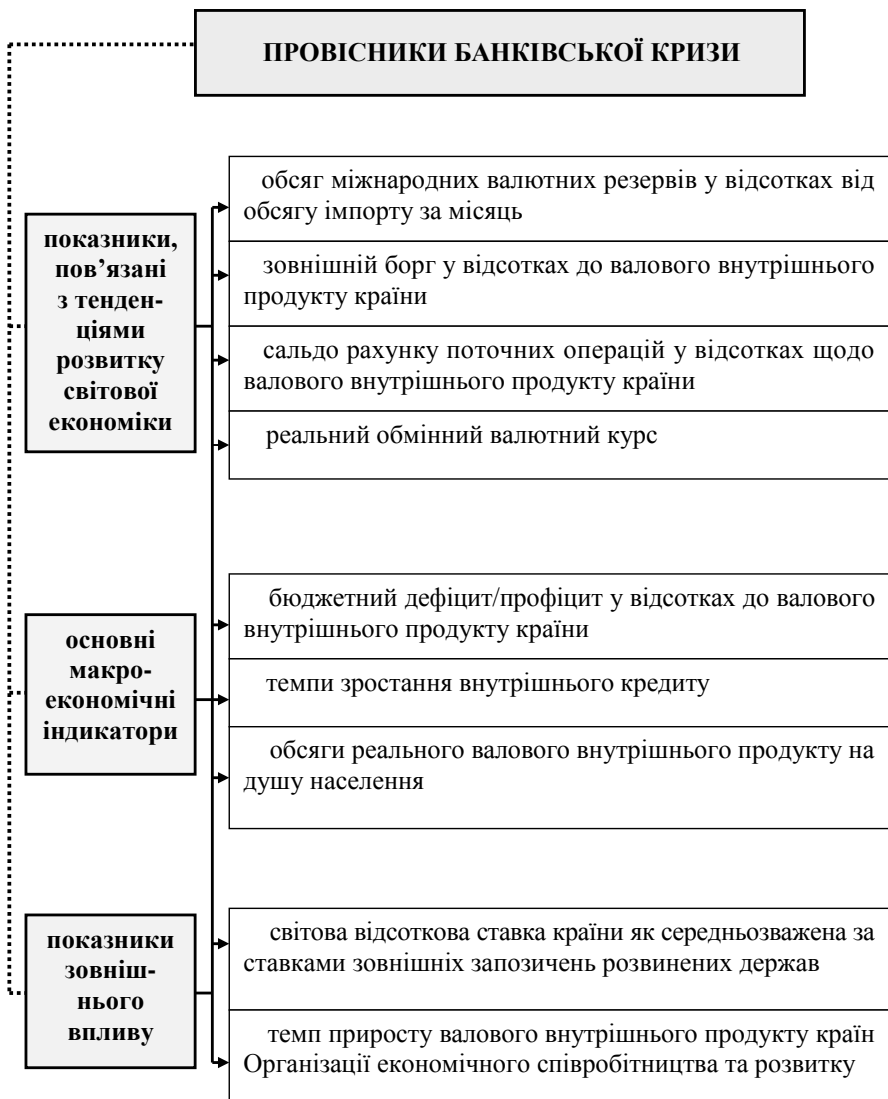 ПРОВІСНИКИ БАНКІВСЬКОЇ КРИЗИ
показники,
пов’язані
з тенден-
ціями
розвитку
світової
економіки
обсяг міжнародних валютних резервів у відсотках від
обсягу імпорту за місяць
зовнішній борг у відсотках до валового внутрішнього
продукту країни
сальдо рахунку поточних операцій у відсотках щодо
валового внутрішнього продукту країни
реальний обмінний валютний курс
основні
макро-
економічні
індикатори
бюджетний дефіцит/профіцит у відсотках до валового
внутрішнього продукту країни
темпи зростання внутрішнього кредиту
обсяги реального валового внутрішнього продукту на
душу населення
показники
зовніш-
нього
впливу
світова відсоткова ставка країни як середньозважена за
ставками зовнішніх запозичень розвинених держав
темп приросту валового внутрішнього продукту країн
Організації економічного співробітництва та розвитку